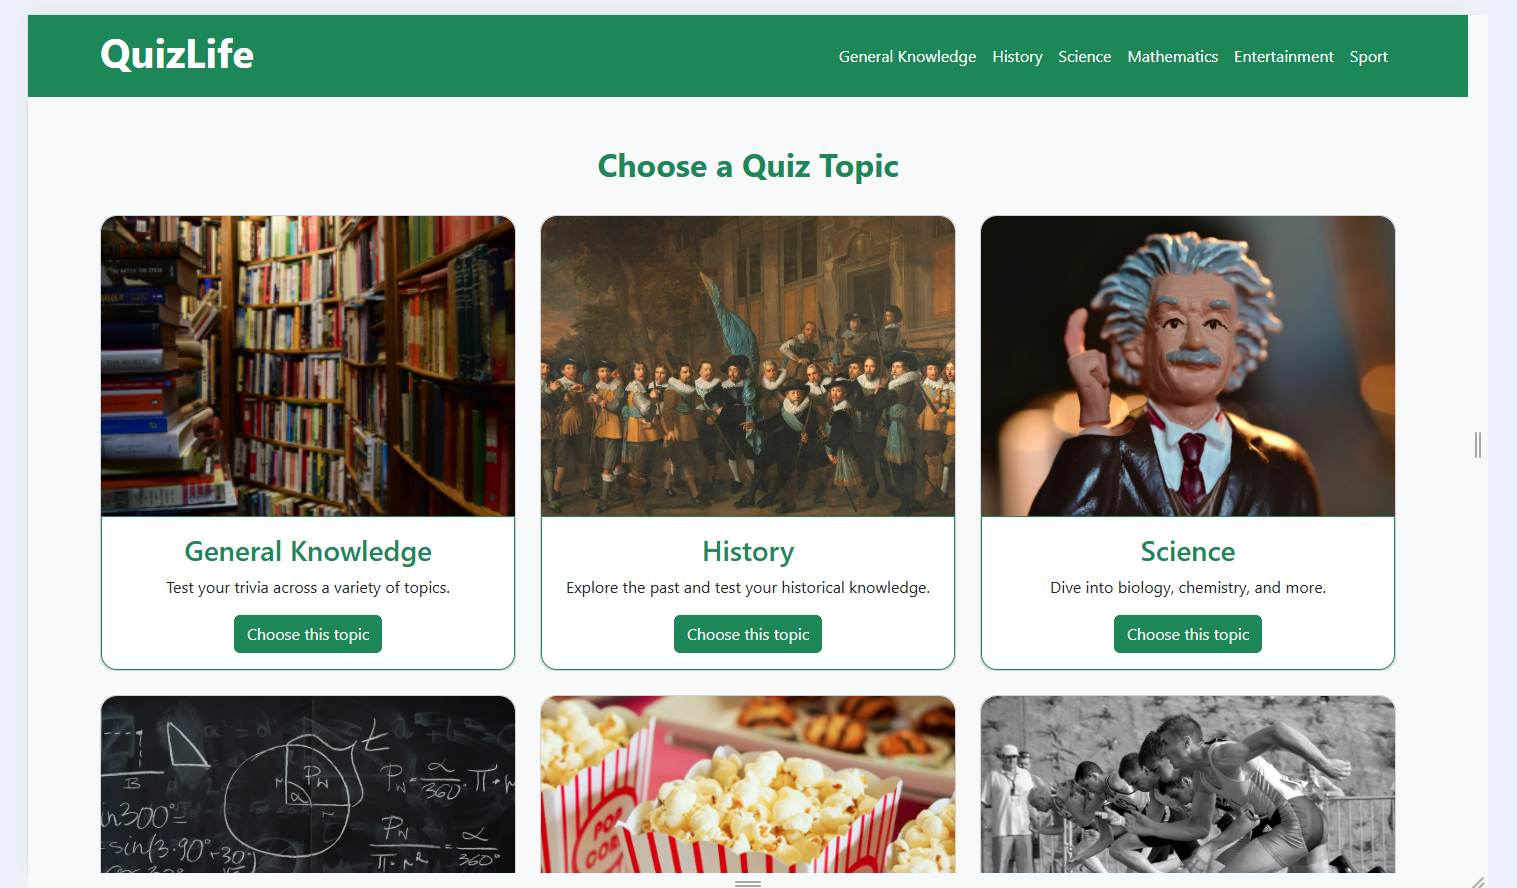 QuizLife
General Knowledge History Science Mathematics Entertainment Sport
Choose a Quiz Topic
General Knowledge
Test your trivia across a variety of topics.
Choose this topic
History
Explore the past and test your historical knowledge.
Choose this topic
Science
Dive into biology, chemistry, and more.
Choose this topic